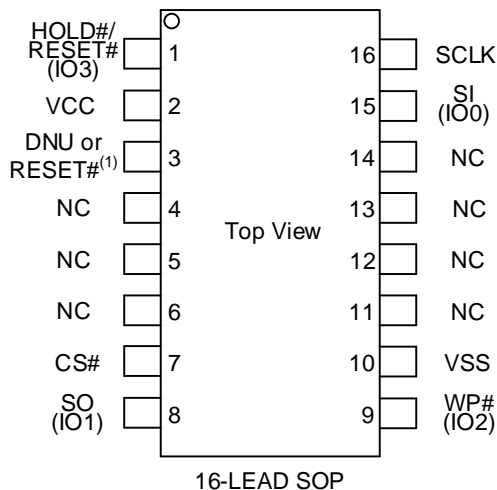 HOLD#/
RESET#
(IO3)
1
16
SCLK
VCC
2
15
SI
(IO0)
DNU or
RESET#(1)
3
14
NC
NC
4
13
NC
Top View
NC
5
12
NC
NC
6
11
NC
CS#
7
10
VSS
SO
(IO1)
8
9
WP#
(IO2)
16-LEAD SOP